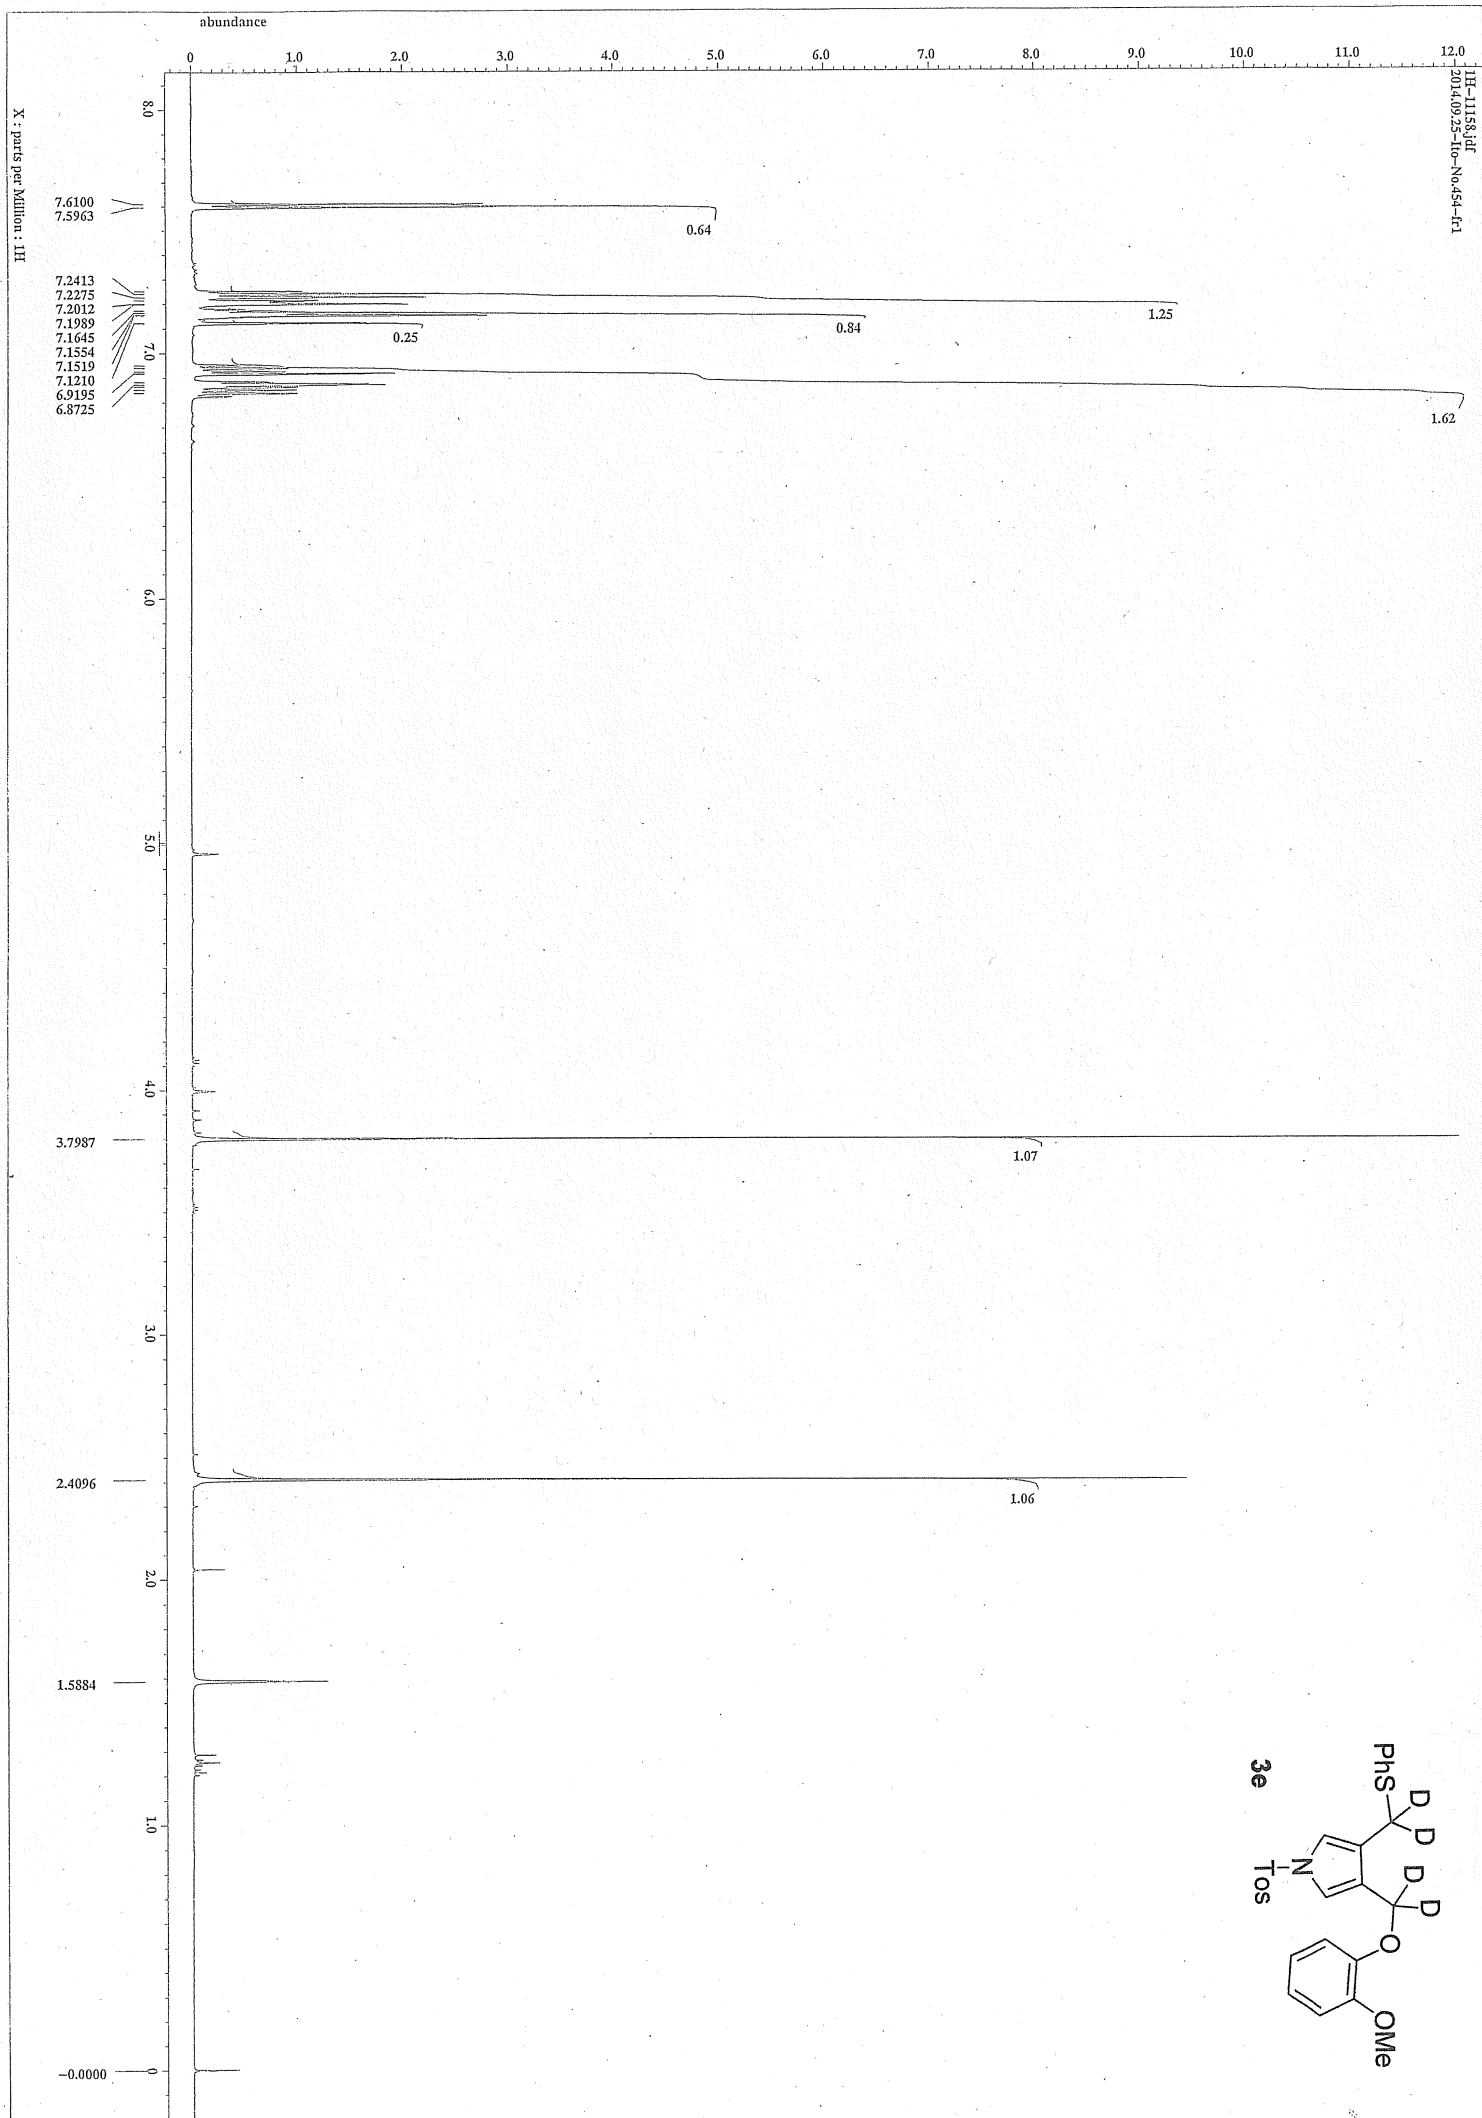 abundance
0 1.0 2.0 3.0 4.0 5.0 6.0 7.0 8.0 9.0 10.0 11.0 12.0
1H-11158.jdf
2014.09.25-Ito-No.454-fr1
8.0
7.0
6.0
5.0
4.0
3.0
2.0
1.0
0
X : parts per Million : 1H
7.6100
7.5963
7.2413
7.2275
7.2012
7.1989
7.1645
7.1554
7.1519
7.1210
6.9195
6.8725
3.7987
2.4096
1.5884
-0.0000
0.64
1.25
0.84
0.25
1.62
1.07
1.06
PhS
D
D
D
D
O
OMe
N
Tos
3e